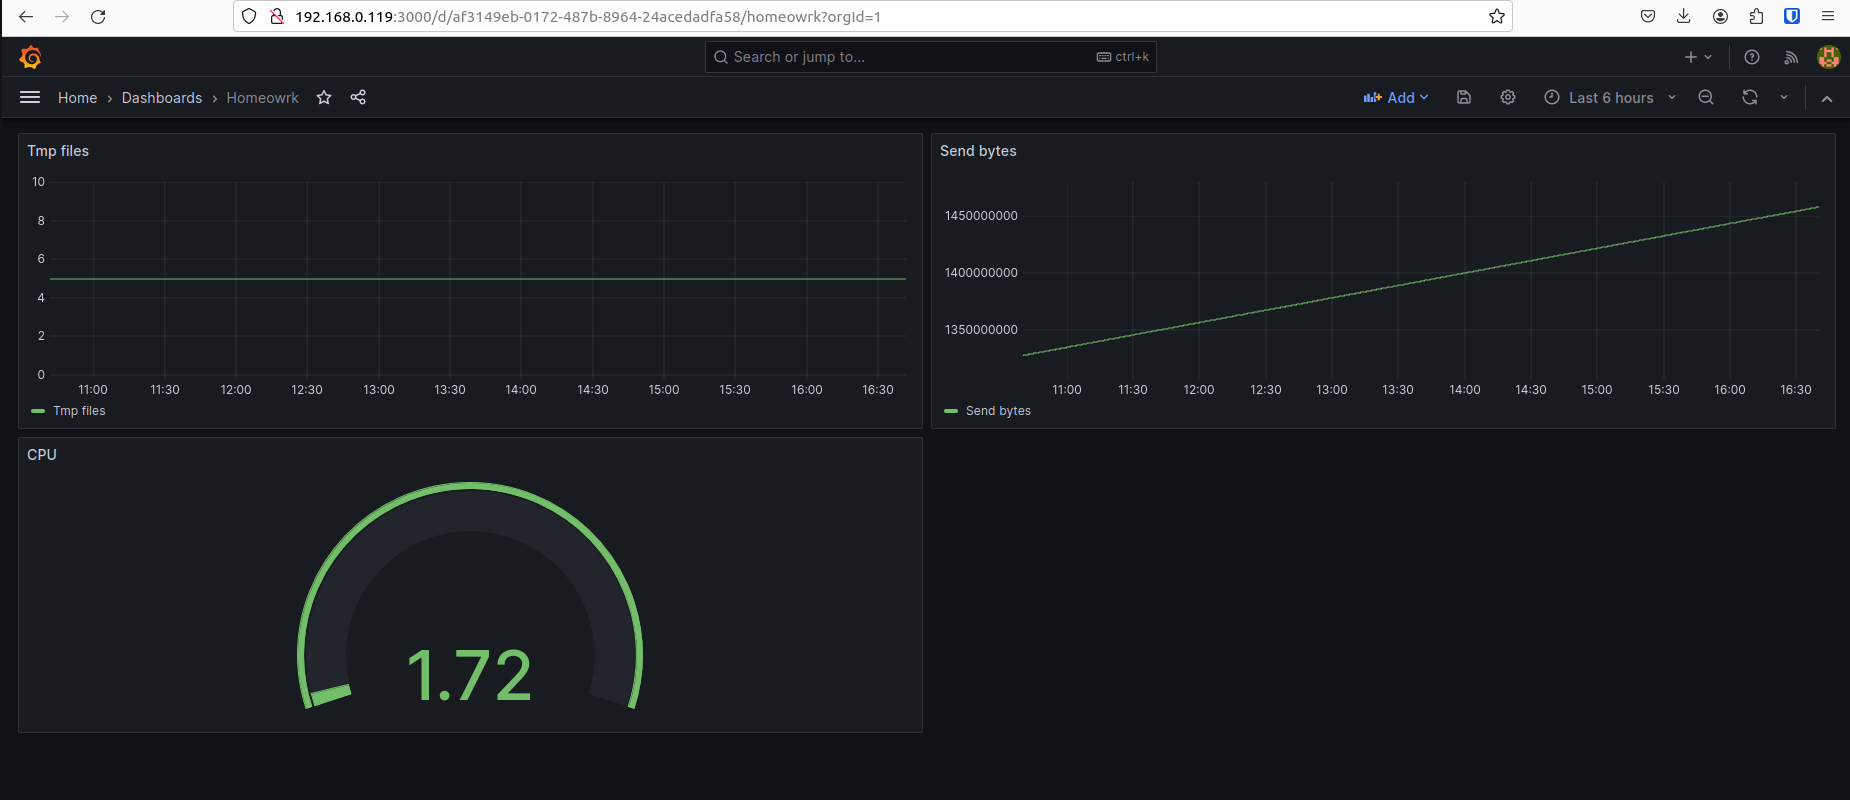 192.168.0.119:3000/d/af3149eb-0172-487b-8964-24acedadfa58/homeowrk?orgId=1
Search or jump to... ctrl+k
Home › Dashboards › Homeowrk Add Last 6 hours
Tmp files
10
8
6
4
2
0
11:00 11:30 12:00 12:30 13:00 13:30 14:00 14:30 15:00 15:30 16:00 16:30
Tmp files
Send bytes
1450000000
1400000000
1350000000
11:00 11:30 12:00 12:30 13:00 13:30 14:00 14:30 15:00 15:30 16:00 16:30
Send bytes
CPU
1.72